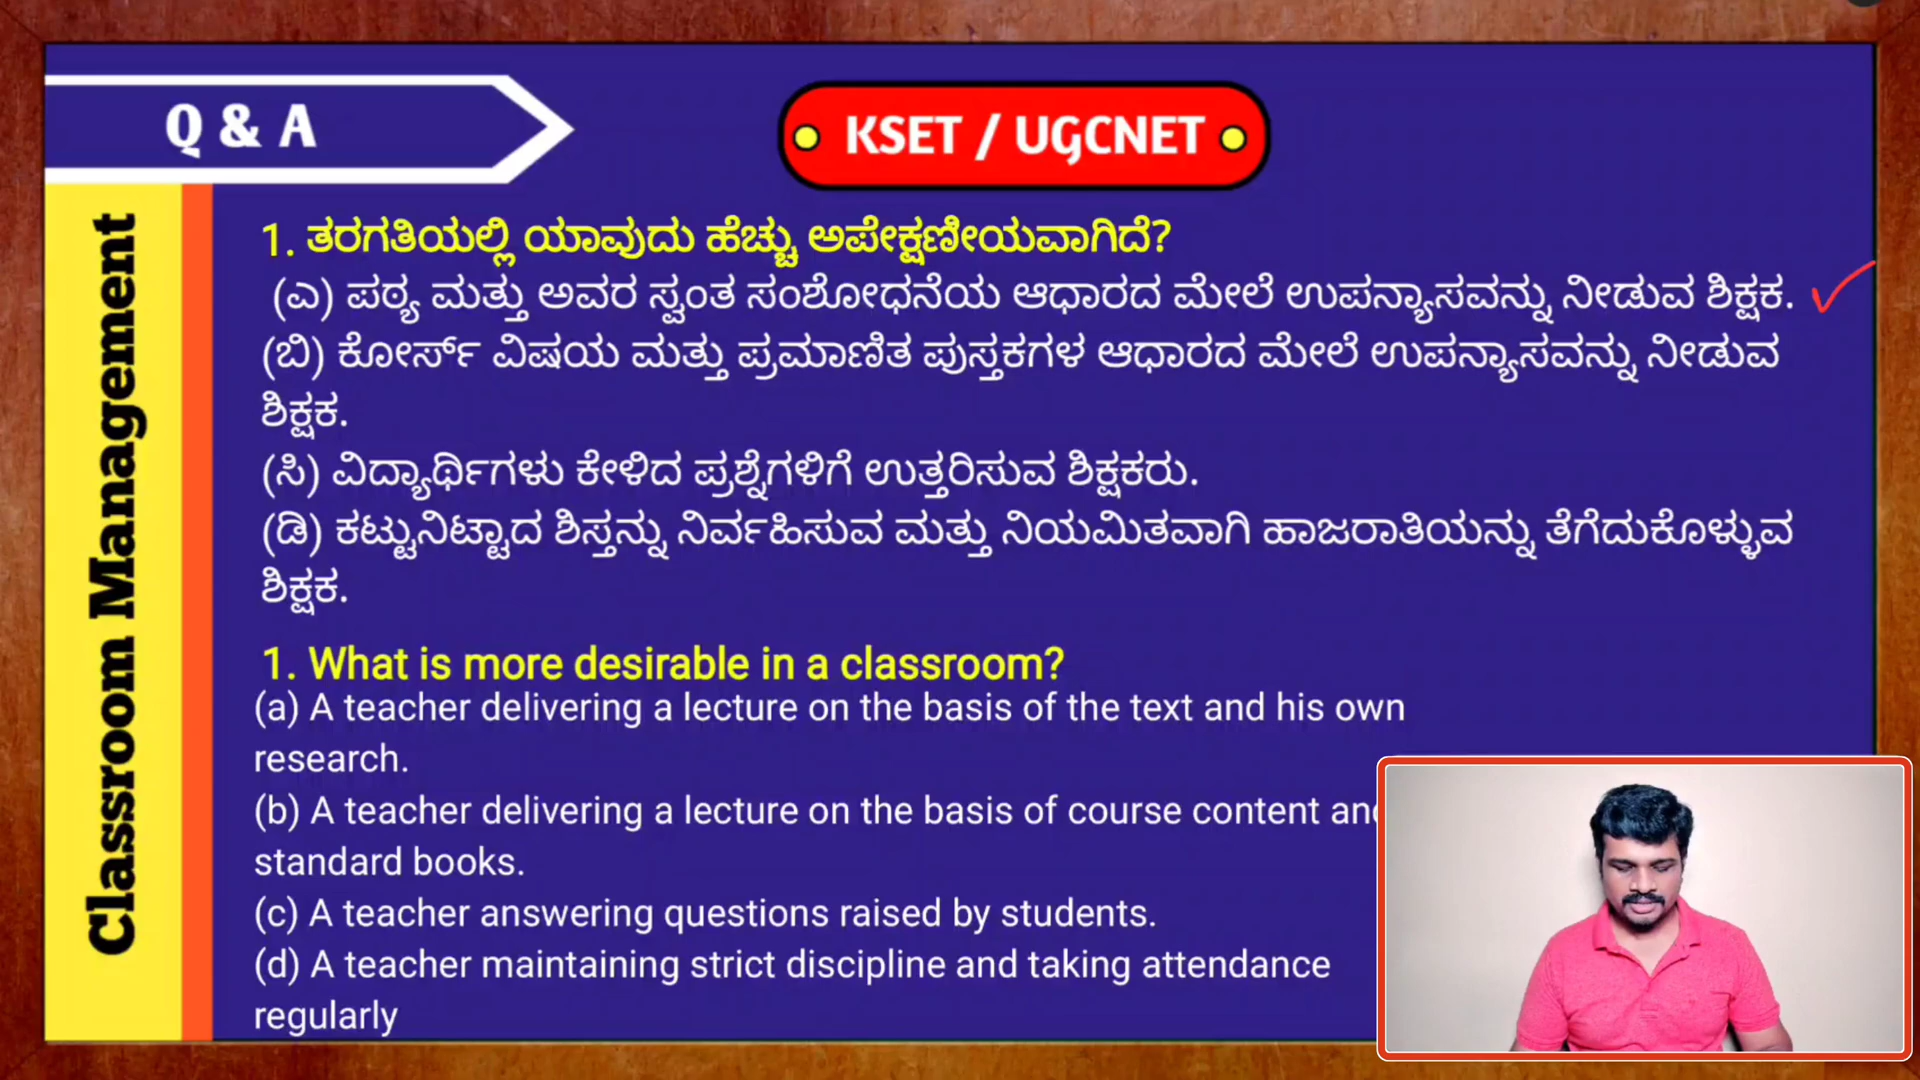 Q & A
KSET / UGCNET
Classroom Management
1. ತರಗತಿಯಲ್ಲಿ ಯಾವುದು ಹೆಚ್ಚು ಅಪೇಕ್ಷಣೀಯವಾಗಿದೆ?
(ಎ) ಪಠ್ಯ ಮತ್ತು ಅವರ ಸ್ವಂತ ಸಂಶೋಧನೆಯ ಆಧಾರದ ಮೇಲೆ ಉಪನ್ಯಾಸವನ್ನು ನೀಡುವ ಶಿಕ್ಷಕ.
(ಬಿ) ಕೋರ್ಸ್ ವಿಷಯ ಮತ್ತು ಪ್ರಮಾಣಿತ ಪುಸ್ತಕಗಳ ಆಧಾರದ ಮೇಲೆ ಉಪನ್ಯಾಸವನ್ನು ನೀಡುವ
ಶಿಕ್ಷಕ.
(ಸಿ) ವಿದ್ಯಾರ್ಥಿಗಳು ಕೇಳಿದ ಪ್ರಶ್ನೆಗಳಿಗೆ ಉತ್ತರಿಸುವ ಶಿಕ್ಷಕರು.
(ಡಿ) ಕಟ್ಟುನಿಟ್ಟಾದ ಶಿಸ್ತನ್ನು ನಿರ್ವಹಿಸುವ ಮತ್ತು ನಿಯಮಿತವಾಗಿ ಹಾಜರಾತಿಯನ್ನು ತೆಗೆದುಕೊಳ್ಳುವ
ಶಿಕ್ಷಕ.
1. What is more desirable in a classroom?
(a) A teacher delivering a lecture on the basis of the text and his own
research.
(b) A teacher delivering a lecture on the basis of course content
standard books.
(c) A teacher answering questions raised by students.
(d) A teacher maintaining strict discipline and taking attendance
regularly